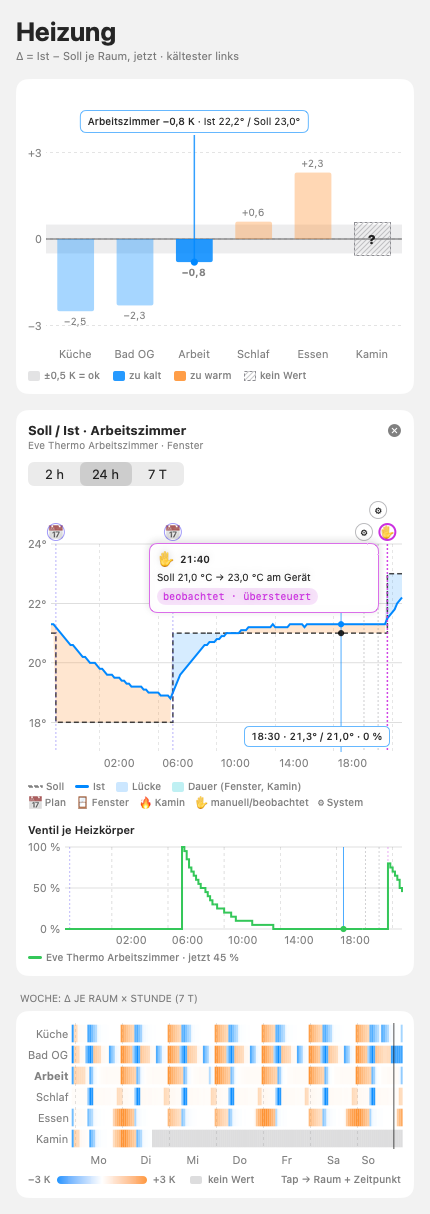 Heizung
Δ = Ist − Soll je Raum, jetzt · kältester links
Arbeitszimmer −0,8 K · Ist 22,2° / Soll 23,0°
+3
+2,3
+0,6
0
?
−0,8
−2,5
−2,3
−3
Küche Bad OG Arbeit Schlaf Essen Kamin
±0,5 K = ok zu kalt zu warm kein Wert
Soll / Ist · Arbeitszimmer
Eve Thermo Arbeitszimmer · Fenster
2 h 24 h 7 T
24°
21:40
Soll 21,0 °C → 23,0 °C am Gerät
beobachtet · übersteuert
22°
20°
18°
18:30 · 21,3° / 21,0° · 0 %
02:00 06:00 10:00 14:00 18:00
Soll Ist Lücke Dauer (Fenster, Kamin)
Plan Fenster Kamin manuell/beobachtet System
Ventil je Heizkörper
100 %
50 %
0 %
02:00 06:00 10:00 14:00 18:00
Eve Thermo Arbeitszimmer · jetzt 45 %
WOCHE: Δ JE RAUM × STUNDE (7 T)
Küche
Bad OG
Arbeit
Schlaf
Essen
Kamin
Mo Di Mi Do Fr Sa So
−3 K +3 K kein Wert Tap → Raum + Zeitpunkt